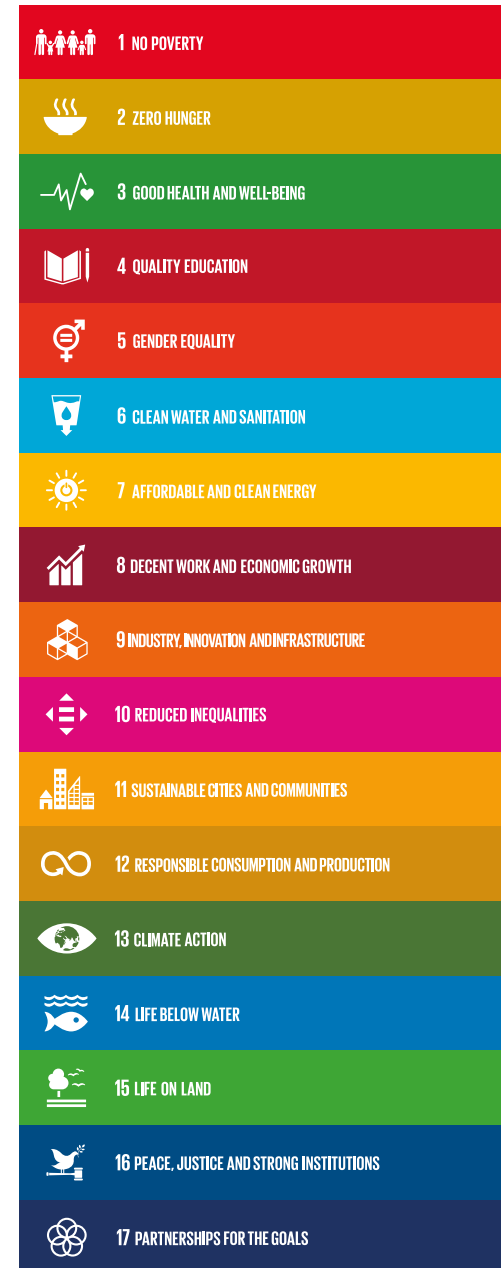 1 NO POVERTY
2 ZERO HUNGER
3 GOOD HEALTH AND WELL-BEING
4 QUALITY EDUCATION
5 GENDER EQUALITY
6 CLEAN WATER AND SANITATION
7 AFFORDABLE AND CLEAN ENERGY
8 DECENT WORK AND ECONOMIC GROWTH
9 INDUSTRY, INNOVATION AND INFRASTRUCTURE
10 REDUCED INEQUALITIES
11 SUSTAINABLE CITIES AND COMMUNITIES
12 RESPONSIBLE CONSUMPTION AND PRODUCTION
13 CLIMATE ACTION
14 LIFE BELOW WATER
15 LIFE ON LAND
16 PEACE, JUSTICE AND STRONG INSTITUTIONS
17 PARTNERSHIPS FOR THE GOALS